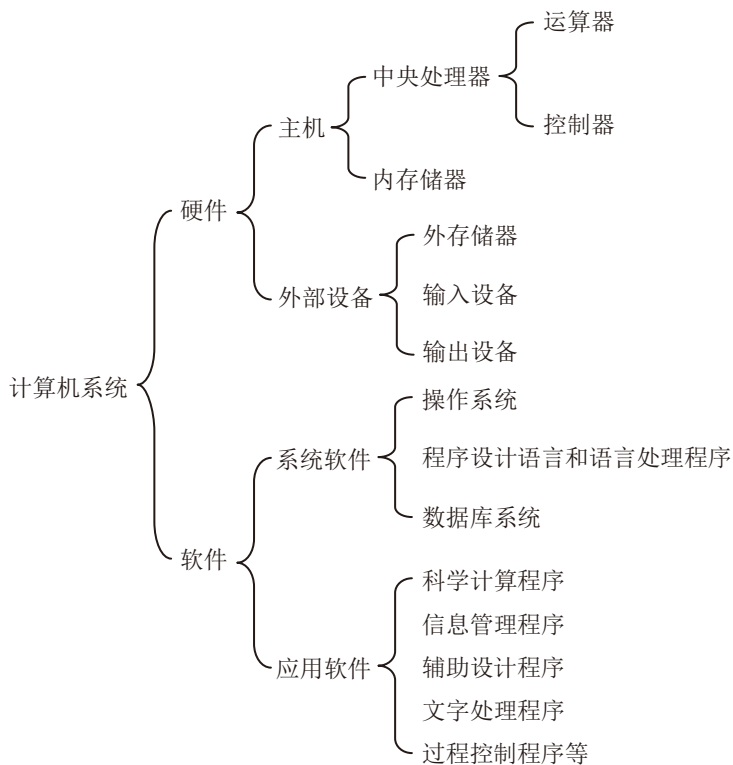 计算机系统
硬件
主机
中央处理器
运算器
控制器
内存储器
外部设备
外存储器
输入设备
输出设备
软件
系统软件
操作系统
程序设计语言和语言处理程序
数据库系统
应用软件
科学计算程序
信息管理程序
辅助设计程序
文字处理程序
过程控制程序等